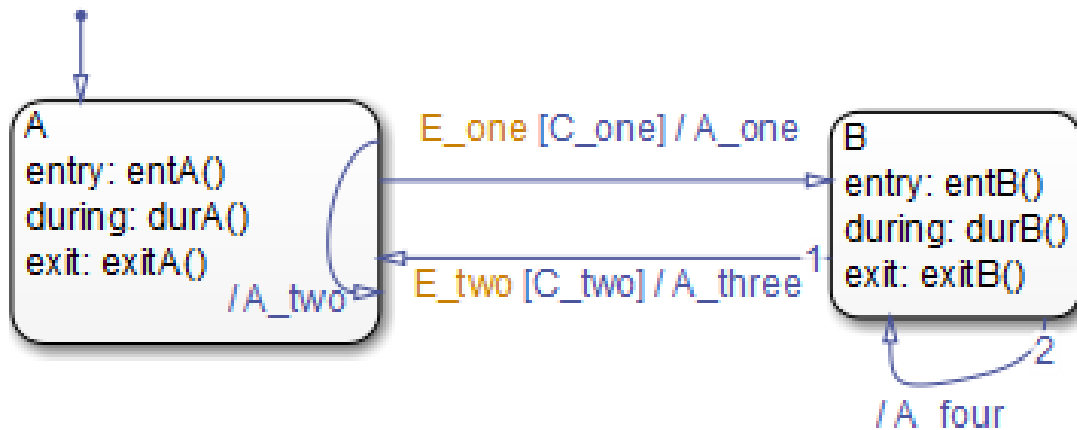 A
entry: entA()
during: durA()
exit: exitA()
/ A_two
E_one [C_one] / A_one
E_two [C_two] / A_three
1
B
entry: entB()
during: durB()
exit: exitB()
2
/ A_four